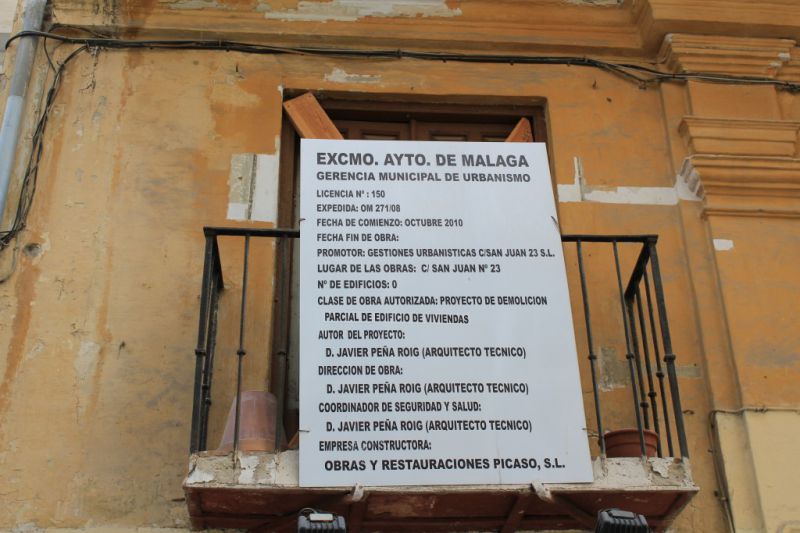 EXCMO. AYTO. DE MALAGA
GERENCIA MUNICIPAL DE URBANISMO
LICENCIA Nº : 150
EXPEDIDA: OM 271/08
FECHA DE COMIENZO: OCTUBRE 2010
FECHA FIN DE OBRA:
PROMOTOR: GESTIONES URBANISTICAS C/SAN JUAN 23 S.L.
LUGAR DE LAS OBRAS: C/ SAN JUAN Nº 23
Nº DE EDIFICIOS: 0
CLASE DE OBRA AUTORIZADA: PROYECTO DE DEMOLICION
PARCIAL DE EDIFICIO DE VIVIENDAS
AUTOR DEL PROYECTO:
D. JAVIER PEÑA ROIG (ARQUITECTO TECNICO)
DIRECCION DE OBRA:
D. JAVIER PEÑA ROIG (ARQUITECTO TECNICO)
COORDINADOR DE SEGURIDAD Y SALUD:
D. JAVIER PEÑA ROIG (ARQUITECTO TECNICO)
EMPRESA CONSTRUCTORA:
OBRAS Y RESTAURACIONES PICASO, S.L.